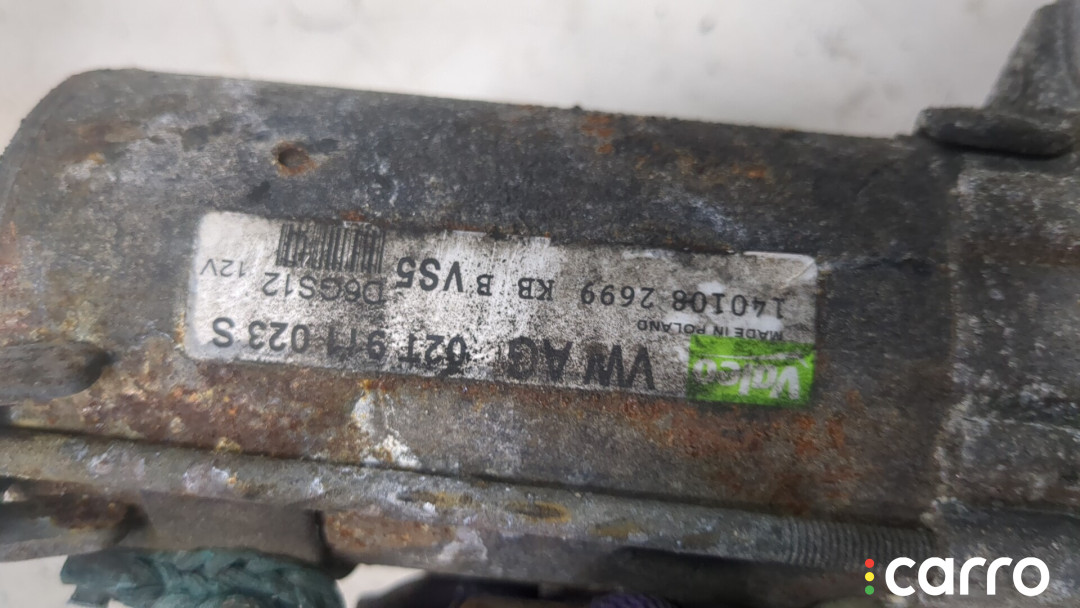 Valeo
VW AG 02T 911 023 S
MADE IN POLAND
D6GS12 12V
140108 2699 KB B VS5
carro